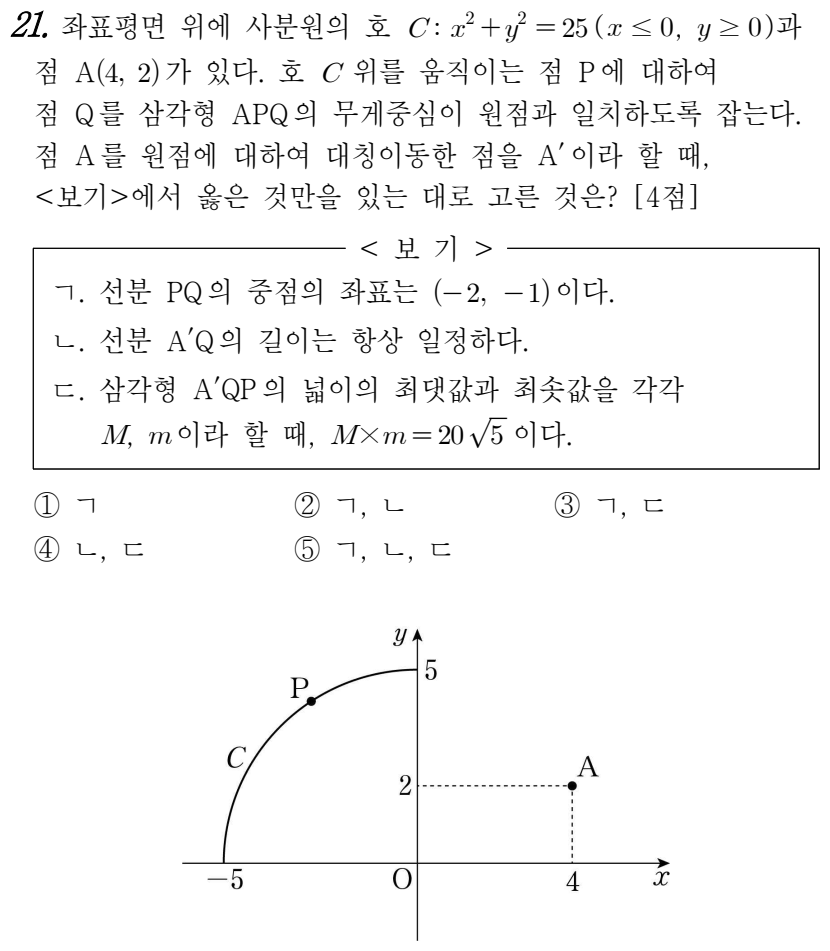 21. 좌표평면 위에 사분원의 호 C: x²+y²=25 (x≤0, y≥0)과
점 A(4, 2)가 있다. 호 C 위를 움직이는 점 P에 대하여
점 Q를 삼각형 APQ의 무게중심이 원점과 일치하도록 잡는다.
점 A를 원점에 대하여 대칭이동한 점을 A′이라 할 때,
<보기>에서 옳은 것만을 있는 대로 고른 것은? [4점]
< 보 기 >
ㄱ. 선분 PQ의 중점의 좌표는 (−2, −1)이다.
ㄴ. 선분 A′Q의 길이는 항상 일정하다.
ㄷ. 삼각형 A′QP의 넓이의 최댓값과 최솟값을 각각
M, m이라 할 때, M×m=20√5 이다.
① ㄱ ② ㄱ, ㄴ ③ ㄱ, ㄷ
④ ㄴ, ㄷ ⑤ ㄱ, ㄴ, ㄷ
y
5
P
C
A
2
−5 O 4 x